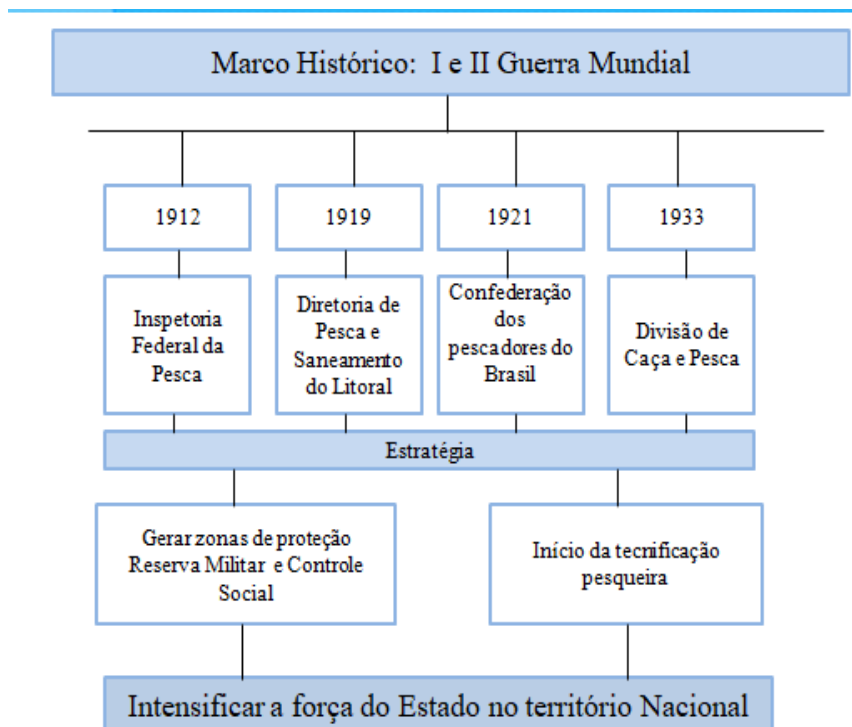 Marco Histórico: I e II Guerra Mundial
1912
1919
1921
1933
Inspetoria
Federal da
Pesca
Diretoria de
Pesca e
Saneamento
do Litoral
Confederação
dos
pescadores do
Brasil
Divisão de
Caça e Pesca
Estratégia
Gerar zonas de proteção
Reserva Militar e Controle
Social
Início da tecnificação
pesqueira
Intensificar a força do Estado no território Nacional